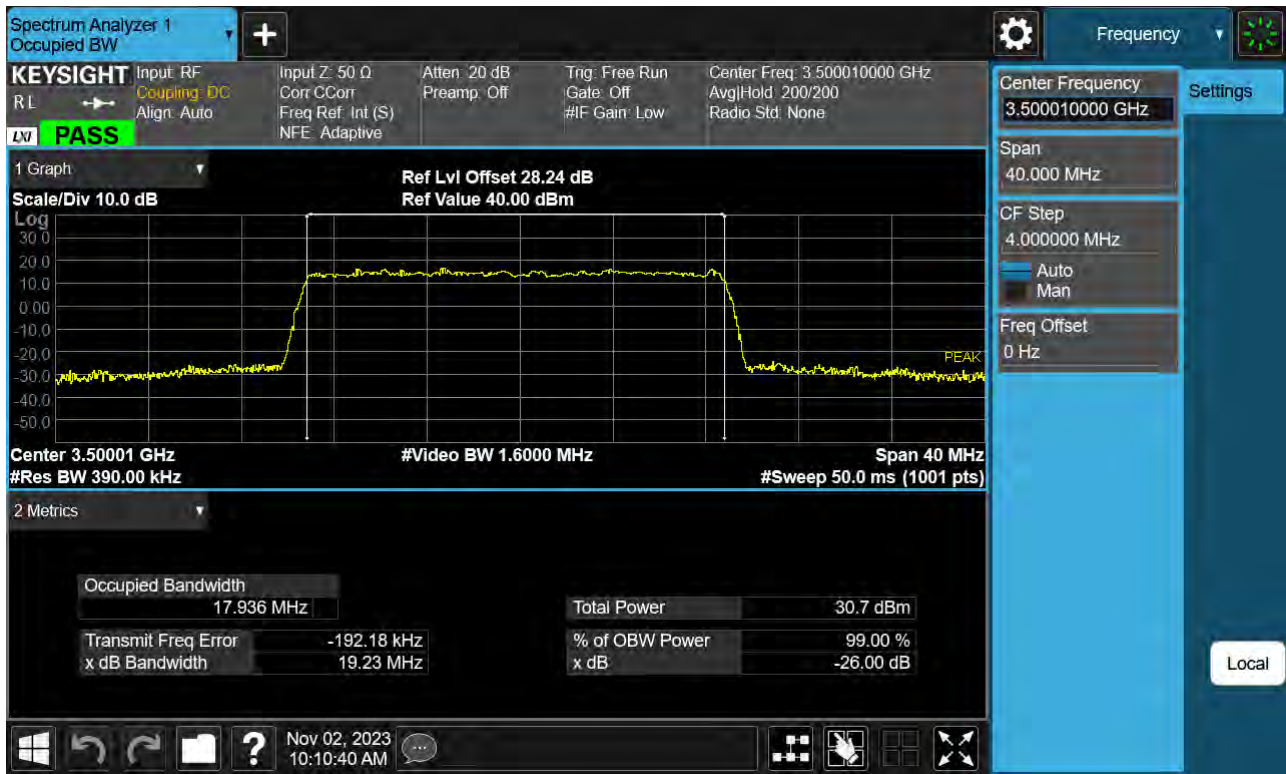 Spectrum Analyzer 1
Occupied BW
+
Frequency
KEYSIGHT
RL
LXI
PASS
Input: RF
Coupling: DC
Align: Auto
Input Z: 50 Ω
Corr CCorr
Freq Ref: Int (S)
NFE: Adaptive
Atten: 20 dB
Preamp: Off
Trig: Free Run
Gate: Off
#IF Gain: Low
Center Freq: 3.500010000 GHz
Avg|Hold: 200/200
Radio Std: None
Center Frequency
3.500010000 GHz
Settings
Span
40.000 MHz
CF Step
4.000000 MHz
Auto
Man
Freq Offset
0 Hz
Local
1 Graph
Scale/Div 10.0 dB
Ref Lvl Offset 28.24 dB
Ref Value 40.00 dBm
Log
30.0
20.0
10.0
0.00
-10.0
-20.0
-30.0
-40.0
-50.0
PEAK
Center 3.50001 GHz
#Video BW 1.6000 MHz
Span 40 MHz
#Res BW 390.00 kHz
#Sweep 50.0 ms (1001 pts)
2 Metrics
Occupied Bandwidth
17.936 MHz
Total Power 30.7 dBm
Transmit Freq Error -192.18 kHz
% of OBW Power 99.00 %
x dB Bandwidth 19.23 MHz
x dB -26.00 dB
?
Nov 02, 2023
10:10:40 AM